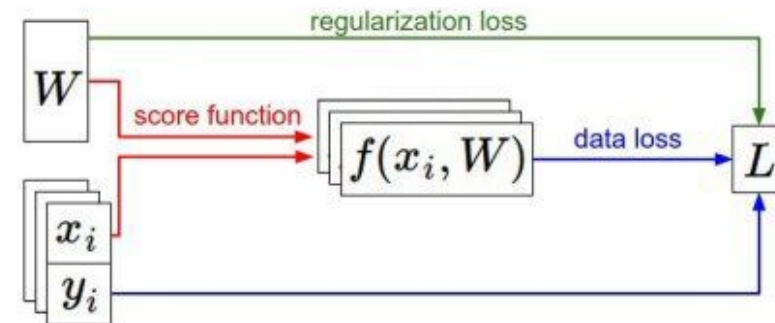 regularization loss
W
score function
f(x_i, W)
data loss
L
x_i
y_i